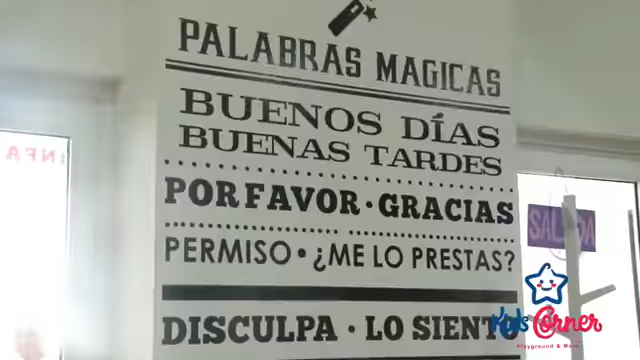 PALABRAS MAGICAS
BUENOS DÍAS
BUENAS TARDES
POR FAVOR · GRACIAS
PERMISO • ¿ME LO PRESTAS?
DISCULPA · LO SIENTO
SALIDA
Kid's Corner
Playground & More